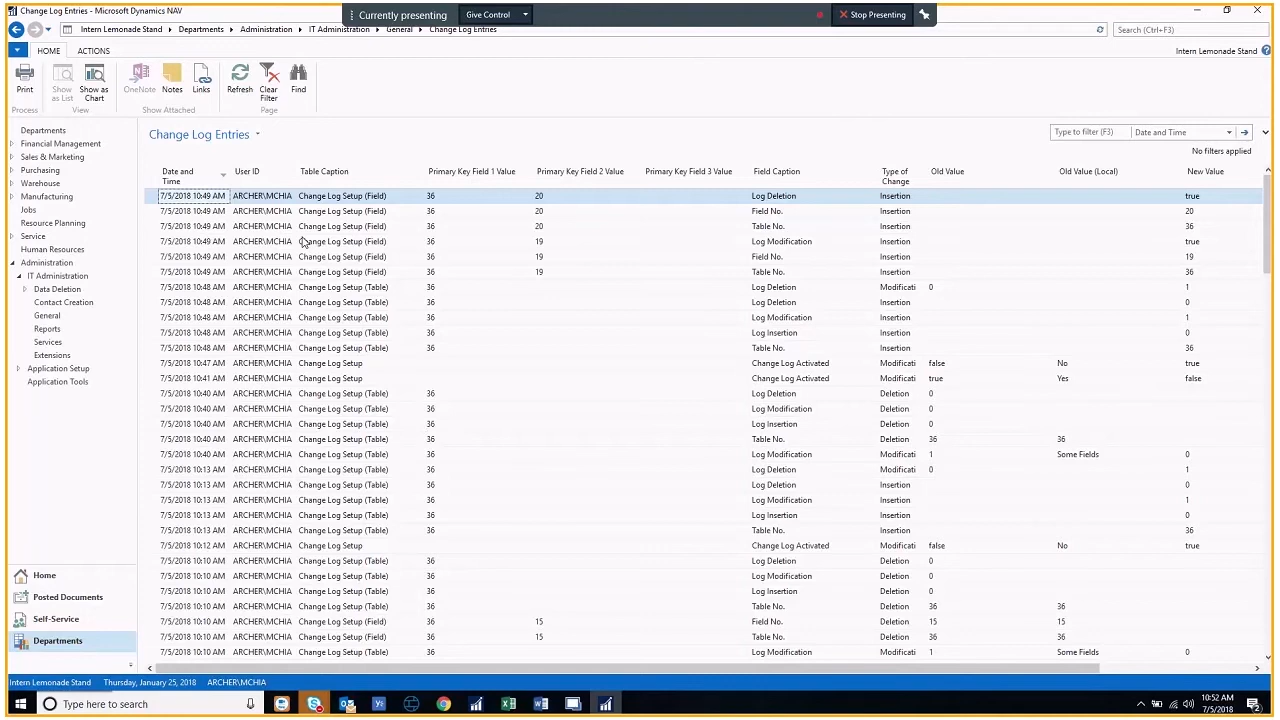 Change Log Entries - Microsoft Dynamics NAV
Currently presenting Give Control Stop Presenting
Intern Lemonade Stand Departments Administration IT Administration General Change Log Entries Search (Ctrl+F3)
HOME ACTIONS Intern Lemonade Stand
Print Show as List Show as Chart OneNote Notes Links Refresh Clear Filter Find
Process View Show Attached Page
Departments
Financial Management
Sales & Marketing
Purchasing
Warehouse
Manufacturing
Jobs
Resource Planning
Service
Human Resources
Administration
IT Administration
Data Deletion
Contact Creation
General
Reports
Services
Extensions
Application Setup
Application Tools
Home
Posted Documents
Self-Service
Departments
Change Log Entries Type to filter (F3) Date and Time
No filters applied
Date and Time User ID Table Caption Primary Key Field 1 Value Primary Key Field 2 Value Primary Key Field 3 Value Field Caption Type of Change Old Value Old Value (Local) New Value
7/5/2018 10:49 AM ARCHER\MCHIA Change Log Setup (Field) 36 20 Log Deletion Insertion true
7/5/2018 10:49 AM ARCHER\MCHIA Change Log Setup (Field) 36 20 Field No. Insertion 20
7/5/2018 10:49 AM ARCHER\MCHIA Change Log Setup (Field) 36 20 Table No. Insertion 36
7/5/2018 10:49 AM ARCHER\MCHIA Change Log Setup (Field) 36 19 Log Modification Insertion true
7/5/2018 10:49 AM ARCHER\MCHIA Change Log Setup (Field) 36 19 Field No. Insertion 19
7/5/2018 10:49 AM ARCHER\MCHIA Change Log Setup (Field) 36 19 Table No. Insertion 36
7/5/2018 10:48 AM ARCHER\MCHIA Change Log Setup (Table) 36 Log Deletion Modificati 0 1
7/5/2018 10:48 AM ARCHER\MCHIA Change Log Setup (Table) 36 Log Deletion Insertion 0
7/5/2018 10:48 AM ARCHER\MCHIA Change Log Setup (Table) 36 Log Modification Insertion 1
7/5/2018 10:48 AM ARCHER\MCHIA Change Log Setup (Table) 36 Log Insertion Insertion 0
7/5/2018 10:48 AM ARCHER\MCHIA Change Log Setup (Table) 36 Table No. Insertion 36
7/5/2018 10:47 AM ARCHER\MCHIA Change Log Setup Change Log Activated Modificati false No true
7/5/2018 10:41 AM ARCHER\MCHIA Change Log Setup Change Log Activated Modificati true Yes false
7/5/2018 10:40 AM ARCHER\MCHIA Change Log Setup (Table) 36 Log Deletion Deletion 0
7/5/2018 10:40 AM ARCHER\MCHIA Change Log Setup (Table) 36 Log Modification Deletion 0
7/5/2018 10:40 AM ARCHER\MCHIA Change Log Setup (Table) 36 Log Insertion Deletion 0
7/5/2018 10:40 AM ARCHER\MCHIA Change Log Setup (Table) 36 Table No. Deletion 36 36
7/5/2018 10:40 AM ARCHER\MCHIA Change Log Setup (Table) 36 Log Modification Modificati 1 Some Fields 0
7/5/2018 10:13 AM ARCHER\MCHIA Change Log Setup (Table) 36 Log Deletion Modificati 0 1
7/5/2018 10:13 AM ARCHER\MCHIA Change Log Setup (Table) 36 Log Deletion Insertion 0
7/5/2018 10:13 AM ARCHER\MCHIA Change Log Setup (Table) 36 Log Modification Insertion 1
7/5/2018 10:13 AM ARCHER\MCHIA Change Log Setup (Table) 36 Log Insertion Insertion 0
7/5/2018 10:13 AM ARCHER\MCHIA Change Log Setup (Table) 36 Table No. Insertion 36
7/5/2018 10:12 AM ARCHER\MCHIA Change Log Setup Change Log Activated Modificati false No true
7/5/2018 10:10 AM ARCHER\MCHIA Change Log Setup (Table) 36 Log Deletion Deletion 0
7/5/2018 10:10 AM ARCHER\MCHIA Change Log Setup (Table) 36 Log Modification Deletion 0
7/5/2018 10:10 AM ARCHER\MCHIA Change Log Setup (Table) 36 Log Insertion Deletion 0
7/5/2018 10:10 AM ARCHER\MCHIA Change Log Setup (Table) 36 Table No. Deletion 36 36
7/5/2018 10:10 AM ARCHER\MCHIA Change Log Setup (Field) 36 15 Field No. Deletion 15 15
7/5/2018 10:10 AM ARCHER\MCHIA Change Log Setup (Field) 36 15 Table No. Deletion 36 36
7/5/2018 10:10 AM ARCHER\MCHIA Change Log Setup (Table) 36 Log Modification Modificati 1 Some Fields 0
Intern Lemonade Stand Thursday, January 25, 2018 ARCHER\MCHIA
Type here to search 10:52 AM
7/5/2018